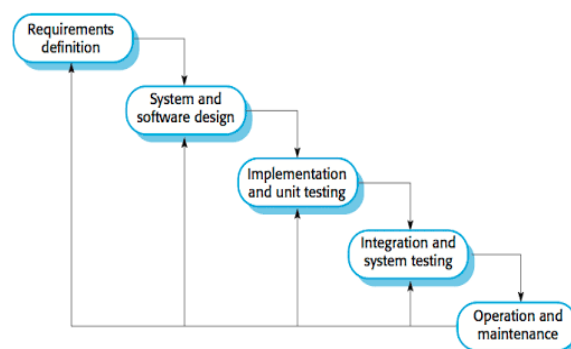 Requirements
definition
System and
software design
Implementation
and unit testing
Integration and
system testing
Operation and
maintenance